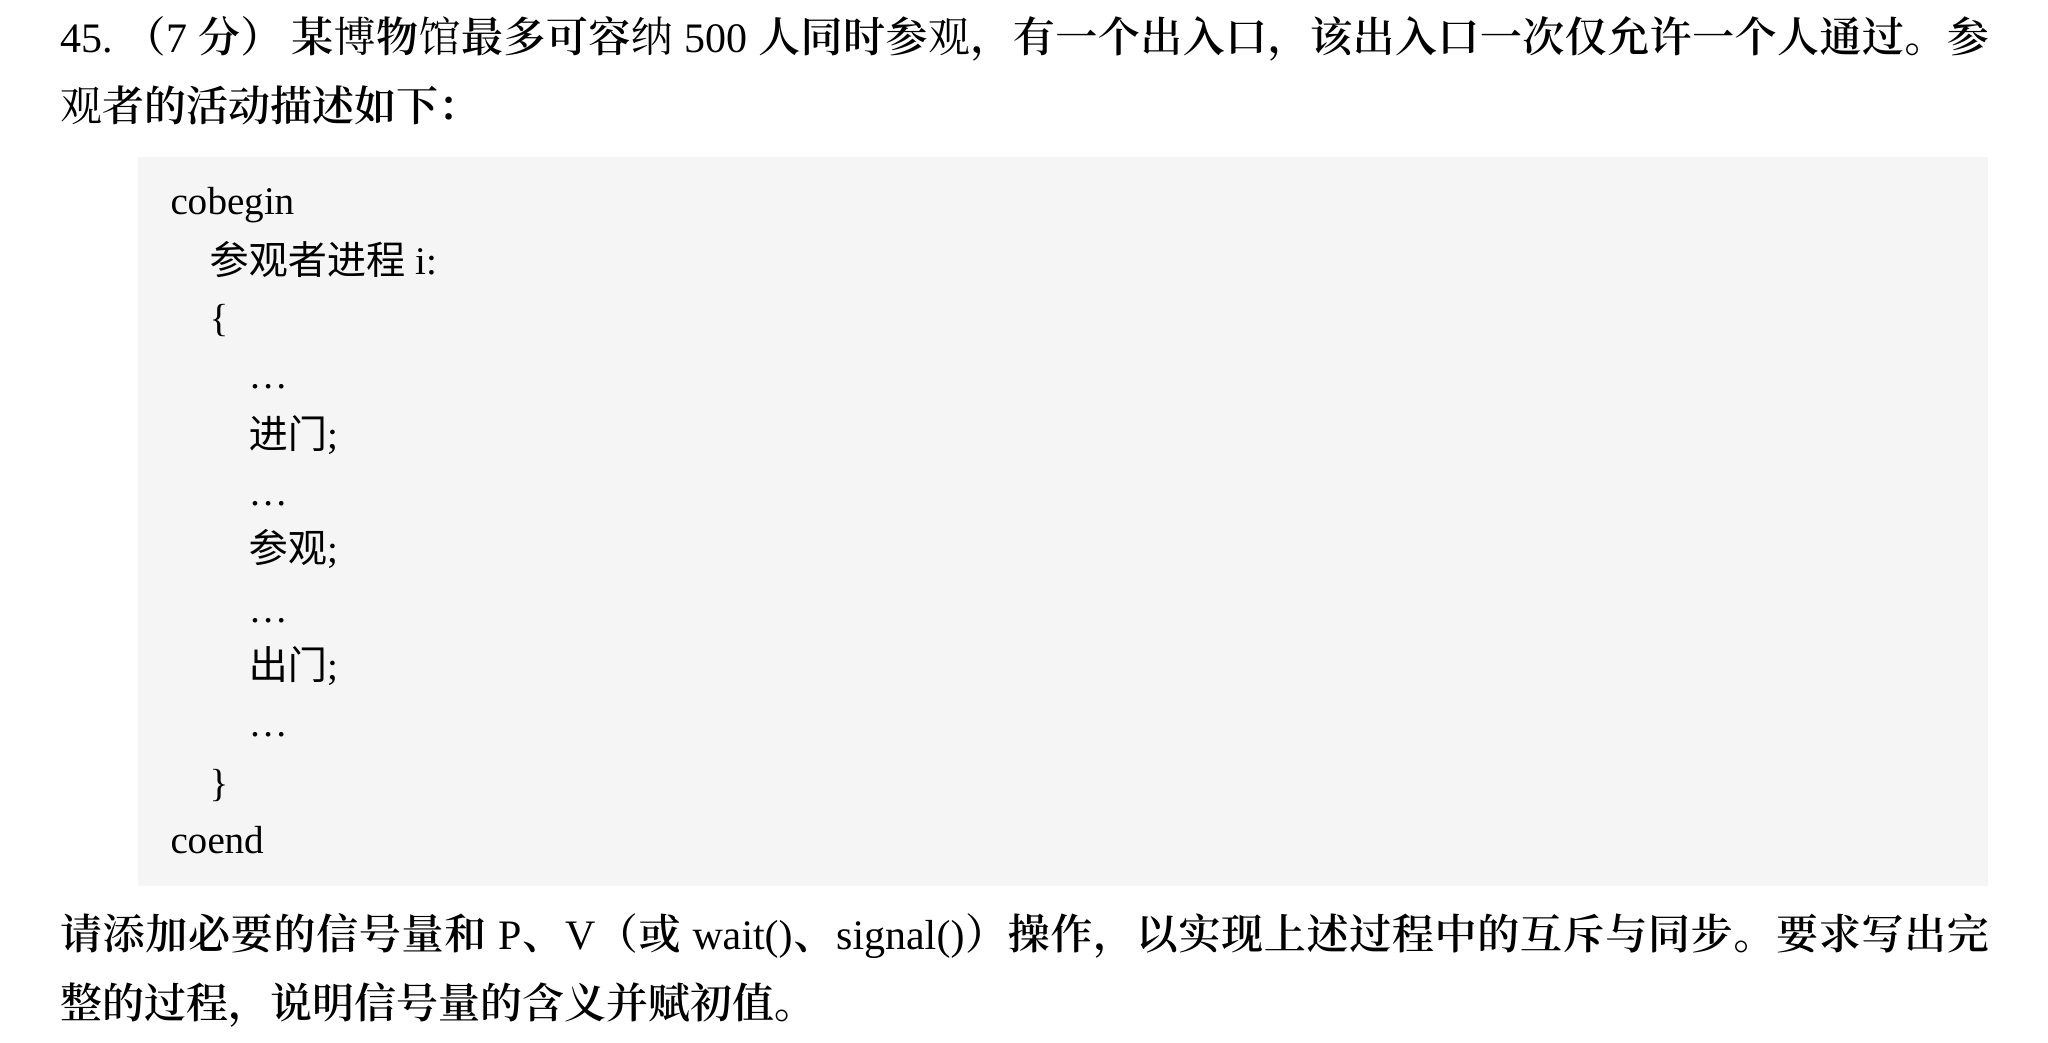 45. （7 分） 某博物馆最多可容纳 500 人同时参观，有一个出入口，该出入口一次仅允许一个人通过。参
观者的活动描述如下：
cobegin
参观者进程 i:
{
…
进门;
…
参观;
…
出门;
…
}
coend
请添加必要的信号量和 P、V（或 wait()、signal()）操作，以实现上述过程中的互斥与同步。要求写出完
整的过程，说明信号量的含义并赋初值。